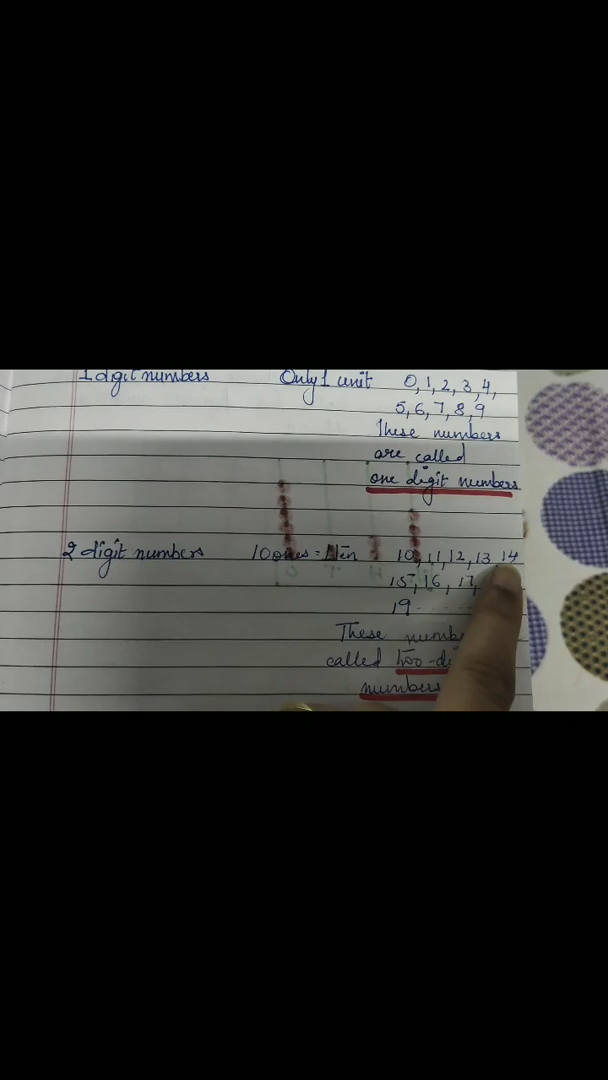 1 digit numbers Only 1 unit 0, 1, 2, 3, 4,
5, 6, 7, 8, 9
These numbers
are called
one digit numbers
2 digit numbers 10 ones = 1 ten 10, 11, 12, 13, 14
15, 16, 17,
19
These
called two-
numbers